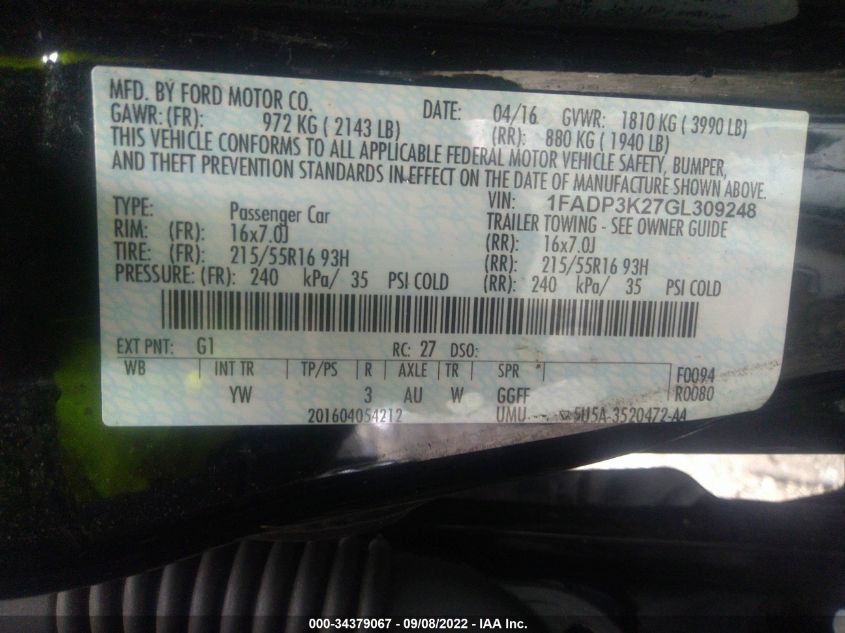 MFD. BY FORD MOTOR CO. DATE: 04/16 GVWR: 1810 KG ( 3990 LB)
GAWR: (FR): 972 KG ( 2143 LB) (RR): 880 KG ( 1940 LB)
THIS VEHICLE CONFORMS TO ALL APPLICABLE FEDERAL MOTOR VEHICLE SAFETY, BUMPER,
AND THEFT PREVENTION STANDARDS IN EFFECT ON THE DATE OF MANUFACTURE SHOWN ABOVE.
VIN: 1FADP3K27GL309248
TYPE: Passenger Car TRAILER TOWING - SEE OWNER GUIDE
RIM: (FR): 16x7.0J (RR): 16x7.0J
TIRE: (FR): 215/55R16 93H (RR): 215/55R16 93H
PRESSURE: (FR): 240 kPa/ 35 PSI COLD (RR): 240 kPa/ 35 PSI COLD
EXT PNT: G1 RC: 27 DSO:
WB INT TR TP/PS R AXLE TR SPR F0094
YW 3 AU W GGFF R0080
201604054212 UMU 5U5A-3520472-AA
000-34379067 - 09/08/2022 - IAA Inc.